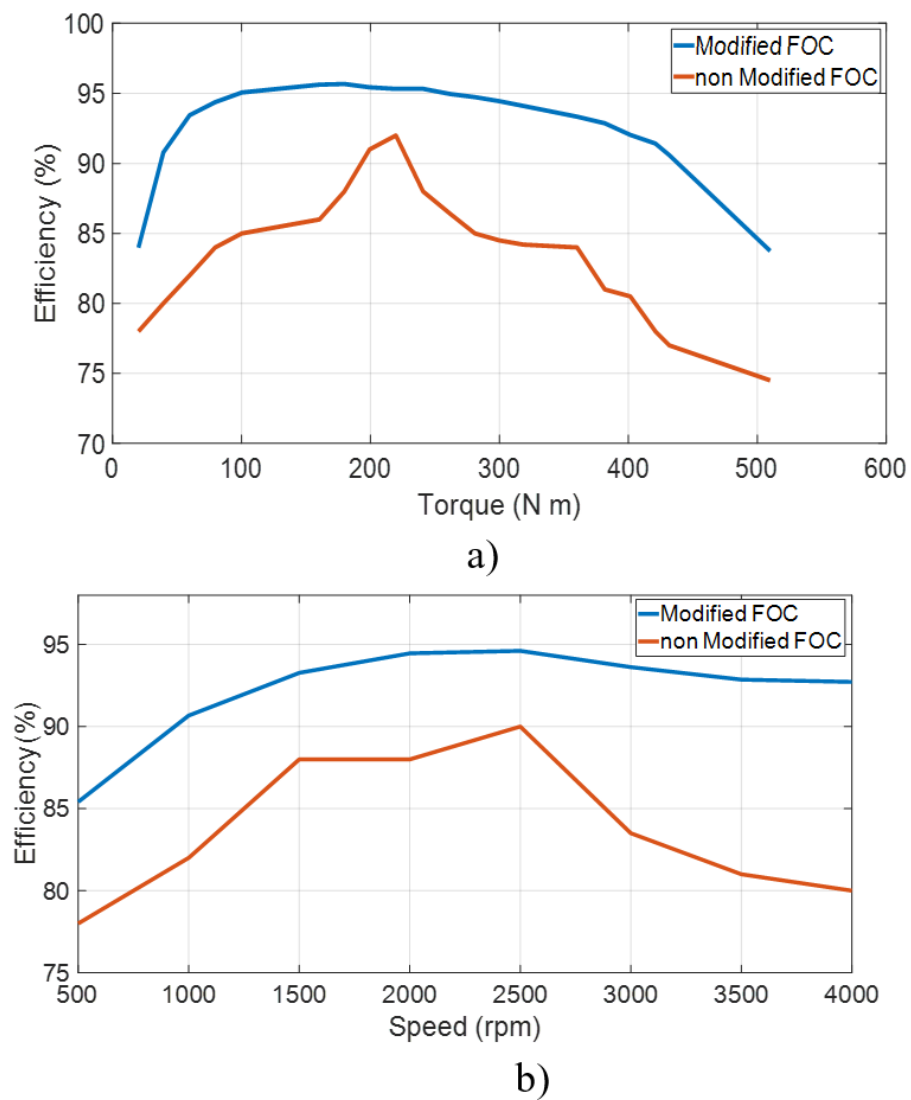 100
95
90
85
80
75
70
Efficiency (%)
Modified FOC
non Modified FOC
0 100 200 300 400 500 600
Torque (N m)
a)
95
90
85
80
75
Efficiency (%)
Modified FOC
non Modified FOC
500 1000 1500 2000 2500 3000 3500 4000
Speed (rpm)
b)